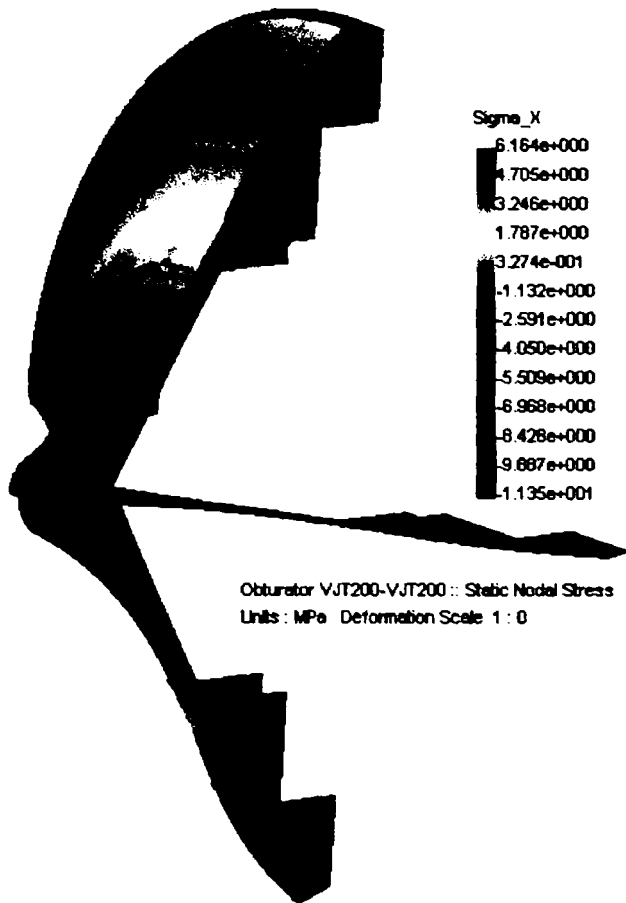 Sigma_X
6.164e+000
4.705e+000
3.246e+000
1.787e+000
3.274e-001
-1.132e+000
-2.591e+000
-4.050e+000
-5.509e+000
-6.968e+000
-8.428e+000
-9.887e+000
-1.135e+001
Obturator VJT200-VJT200 :: Static Nodal Stress
Units : MPa Deformation Scale 1 : 0